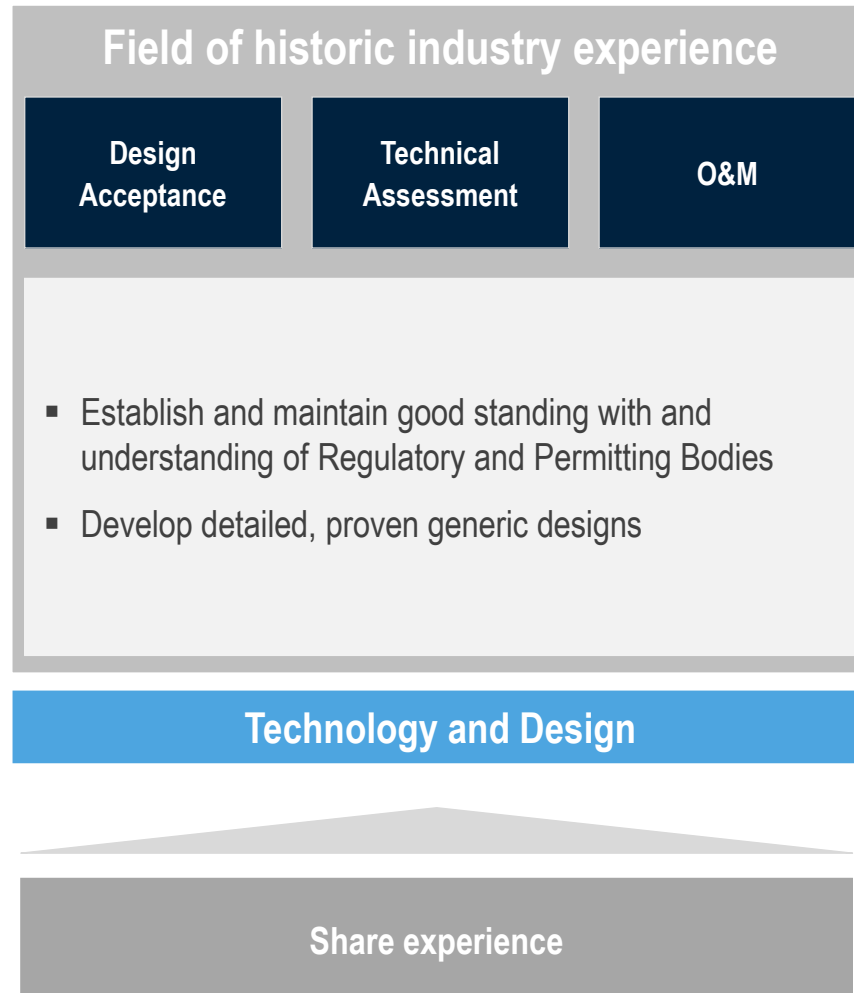 Field of historic industry experience
Design
Acceptance
Technical
Assessment
O&M
▪ Establish and maintain good standing with and
understanding of Regulatory and Permitting Bodies
▪ Develop detailed, proven generic designs
Technology and Design
Share experience